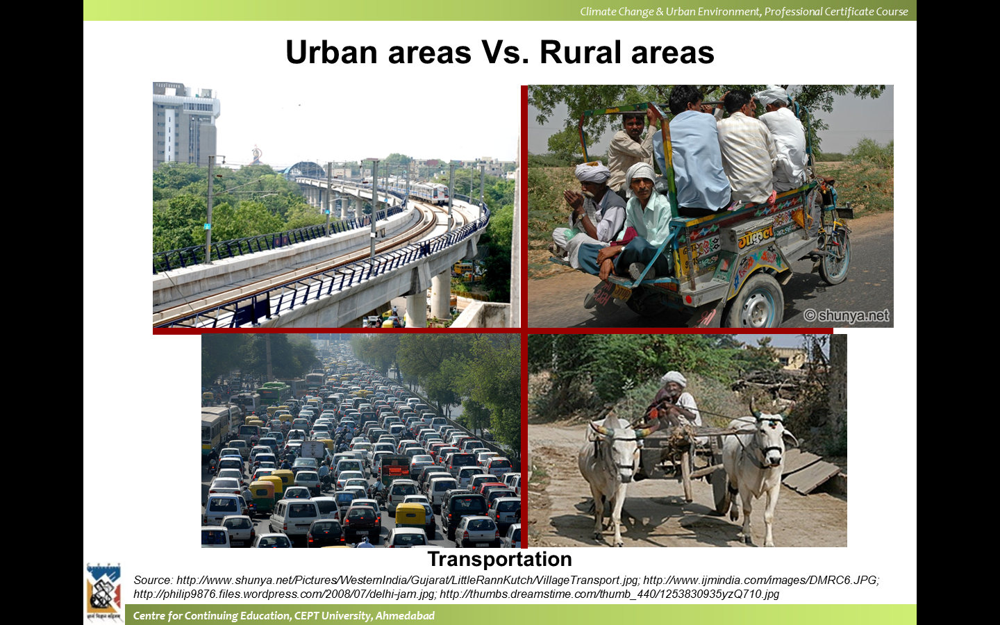 Climate Change & Urban Environment, Professional Certificate Course
Urban areas Vs. Rural areas
गोकुल
© shunya.net
Transportation
Source: http://www.shunya.net/Pictures/WesternIndia/Gujarat/LittleRannKutch/VillageTransport.jpg; http://www.ijmindia.com/images/DMRC6.JPG;
http://philip9876.files.wordpress.com/2008/07/delhi-jam.jpg; http://thumbs.dreamstime.com/thumb_440/1253830935yzQ710.jpg
Centre for Continuing Education, CEPT University, Ahmedabad